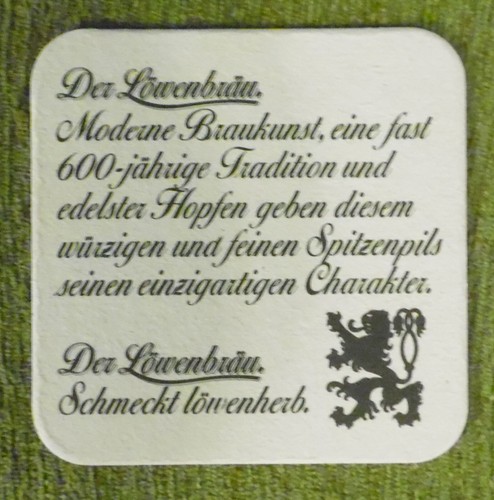 Der Löwenbräu.
Moderne Braukunst, eine fast
600-jährige Tradition und
edelster Hopfen geben diesem
würzigen und feinen Spitzenpils
seinen einzigartigen Charakter.
Der Löwenbräu.
Schmeckt löwenherb.